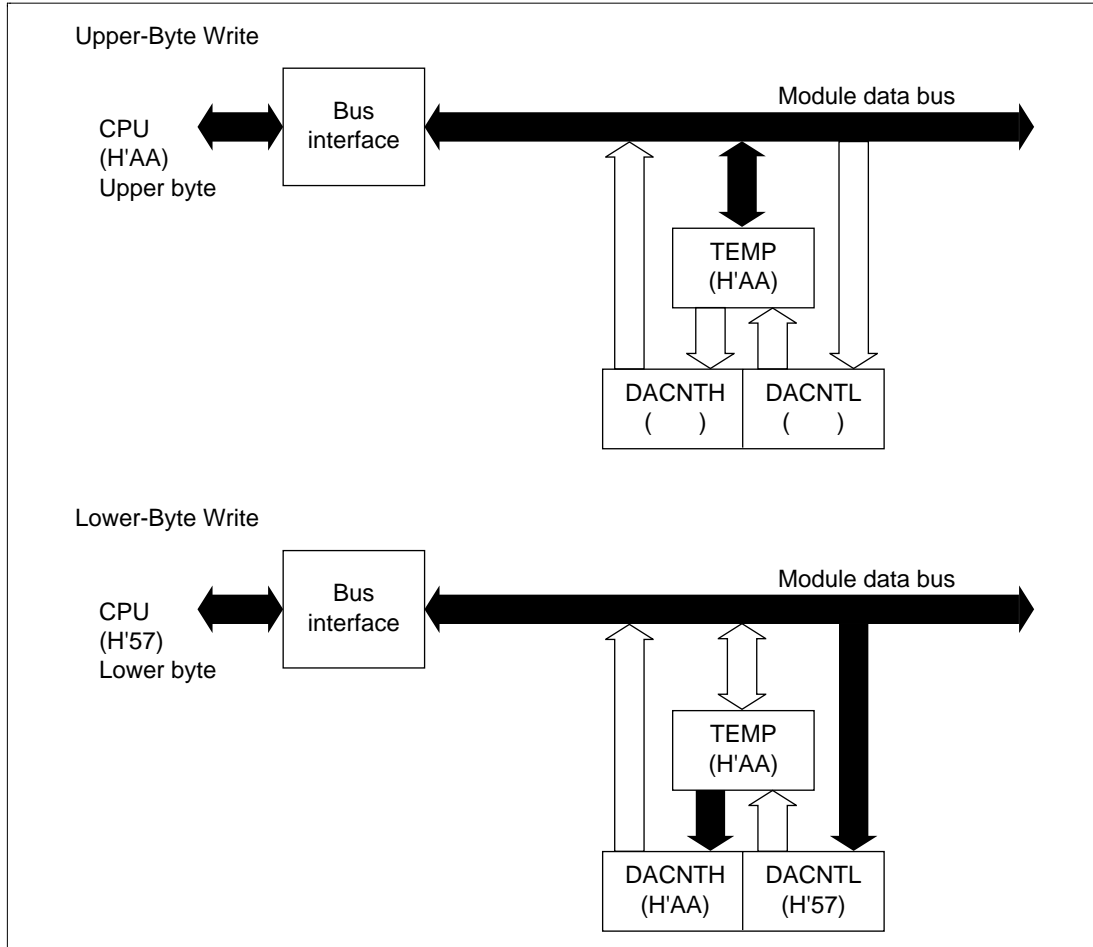 Upper-Byte Write
CPU
(H'AA)
Upper byte
Bus
interface
Module data bus
TEMP
(H'AA)
DACNTH
(      )
DACNTL
(      )
Lower-Byte Write
CPU
(H'57)
Lower byte
Bus
interface
Module data bus
TEMP
(H'AA)
DACNTH
(H'AA)
DACNTL
(H'57)